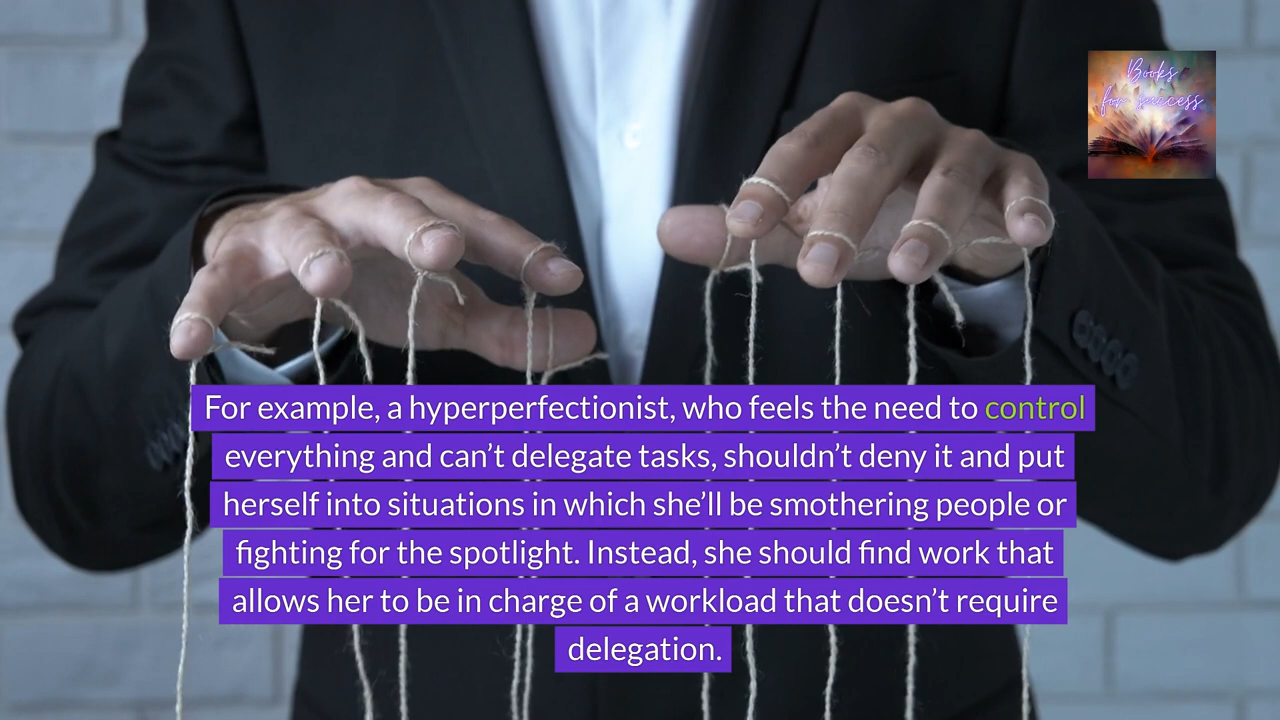 Books
for success
For example, a hyperperfectionist, who feels the need to control
everything and can’t delegate tasks, shouldn’t deny it and put
herself into situations in which she’ll be smothering people or
fighting for the spotlight. Instead, she should find work that
allows her to be in charge of a workload that doesn’t require
delegation.